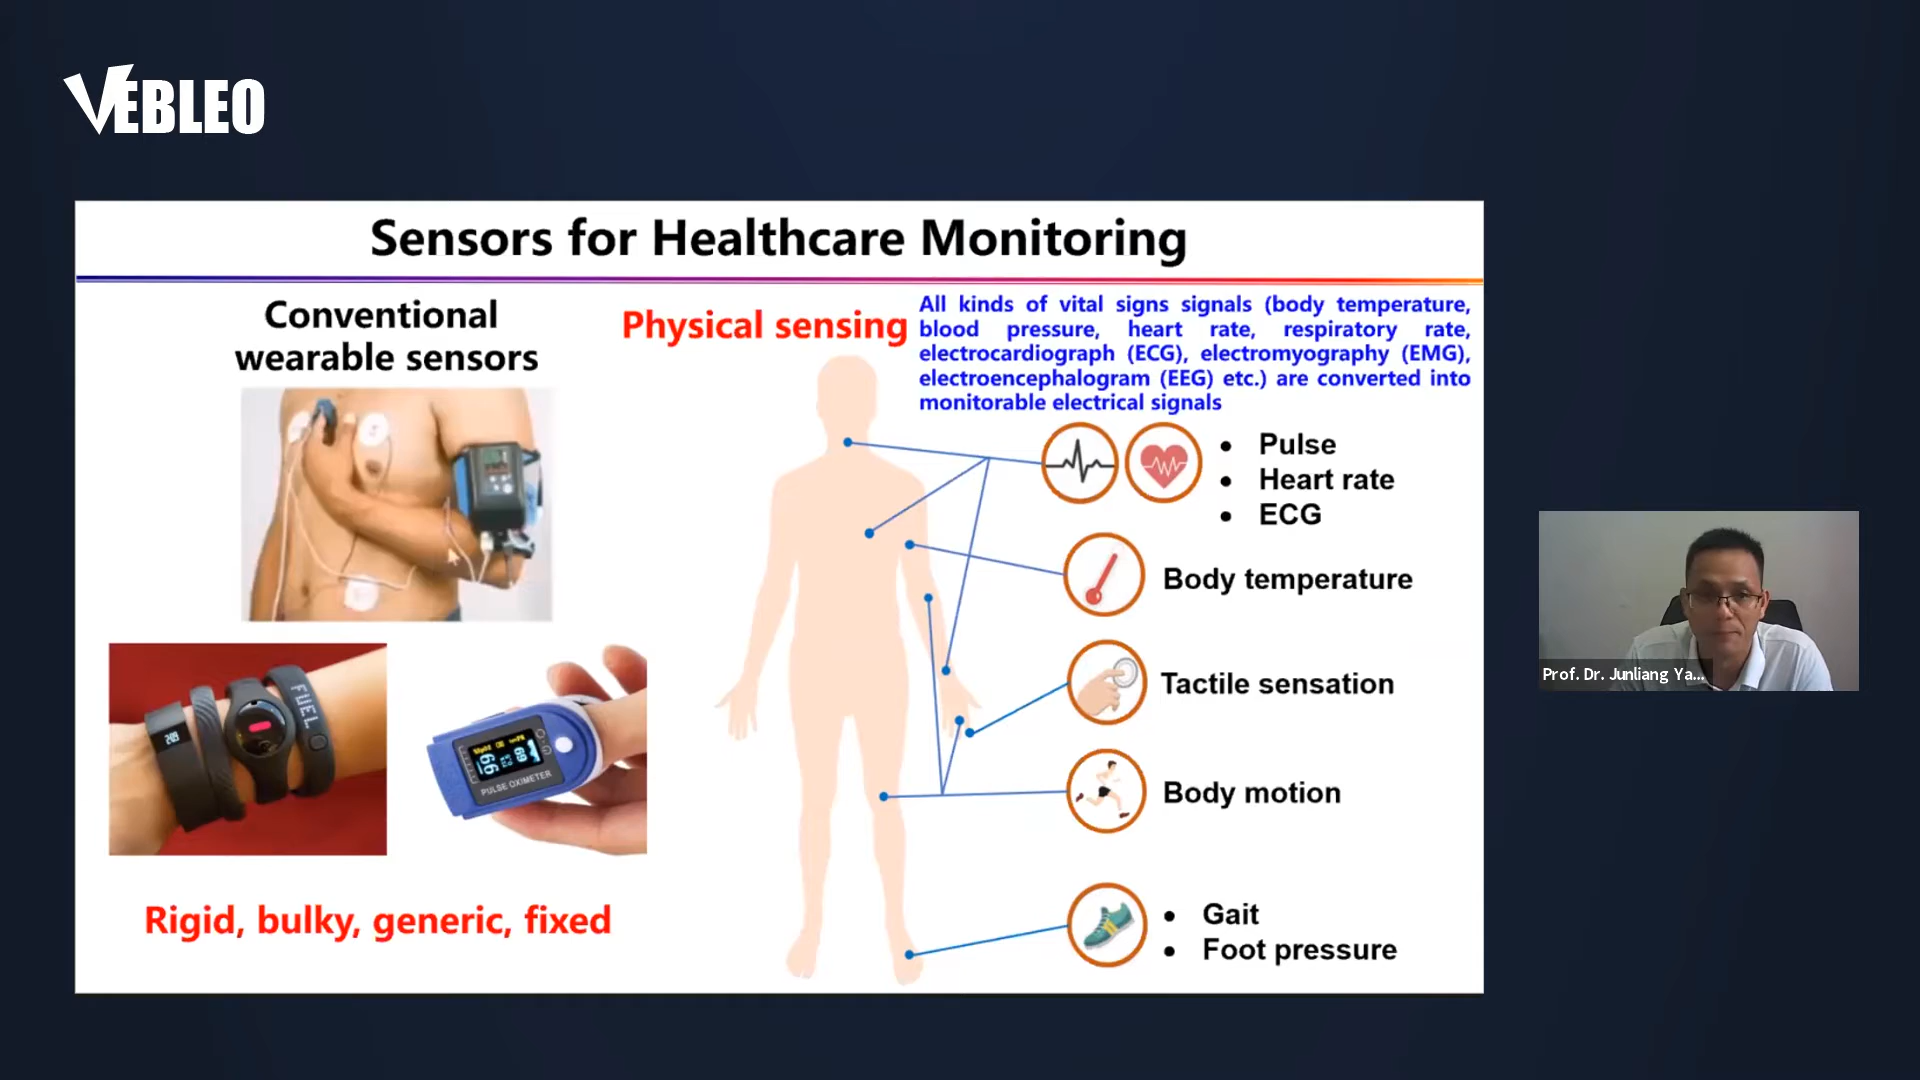 VEBLEO
Sensors for Healthcare Monitoring
Conventional
wearable sensors
Physical sensing
All kinds of vital signs signals (body temperature,
blood pressure, heart rate, respiratory rate,
electrocardiograph (ECG), electromyography (EMG),
electroencephalogram (EEG) etc.) are converted into
monitorable electrical signals
• Pulse
• Heart rate
• ECG
Body temperature
Tactile sensation
Body motion
• Gait
• Foot pressure
FUEL
99
PULSE OXIMETER
Rigid, bulky, generic, fixed
Prof. Dr. Junliang Ya...